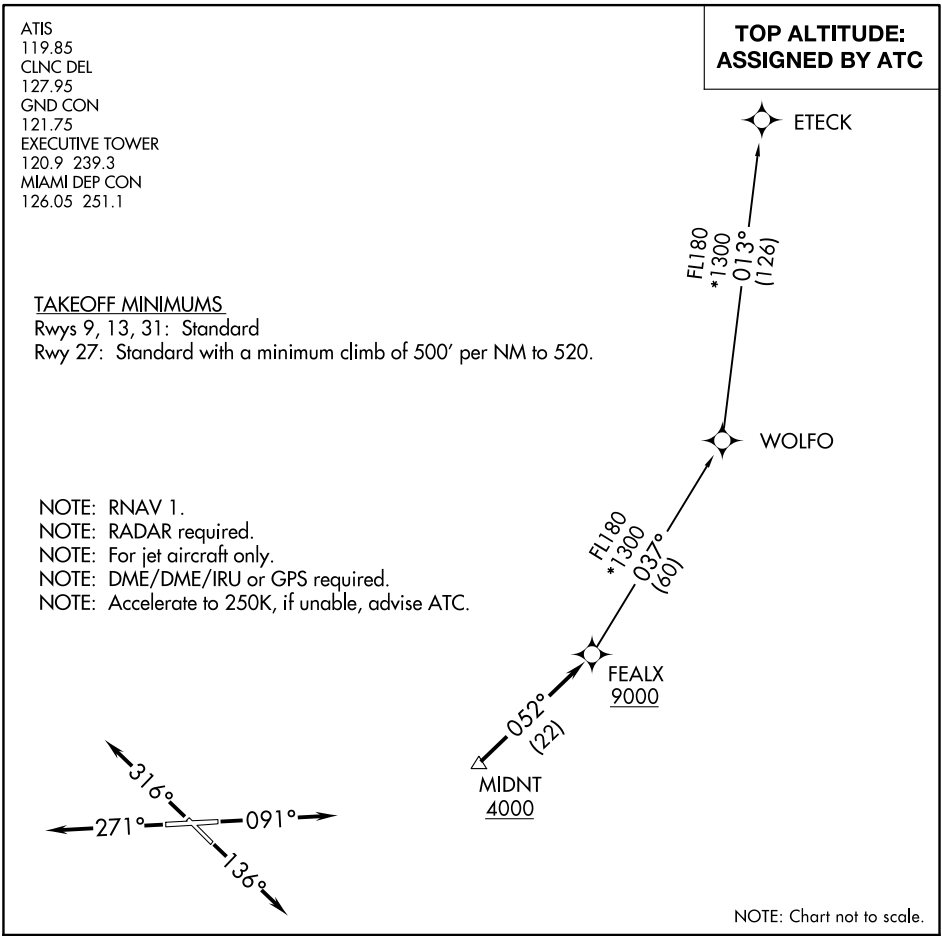 ATIS
119.85
CLNC DEL
127.95
GND CON
121.75
EXECUTIVE TOWER
120.9 239.3
MIAMI DEP CON
126.05 251.1
TOP ALTITUDE:
ASSIGNED BY ATC
ETECK
FL180
*1300
013°
(126)
TAKEOFF MINIMUMS
Rwys 9, 13, 31: Standard
Rwy 27: Standard with a minimum climb of 500' per NM to 520.
WOLFO
NOTE: RNAV 1.
NOTE: RADAR required.
NOTE: For jet aircraft only.
NOTE: DME/DME/IRU or GPS required.
NOTE: Accelerate to 250K, if unable, advise ATC.
FL180
*1300
037°
(60)
FEALX
9000
052°
(22)
MIDNT
4000
316°
271°
091°
136°
NOTE: Chart not to scale.